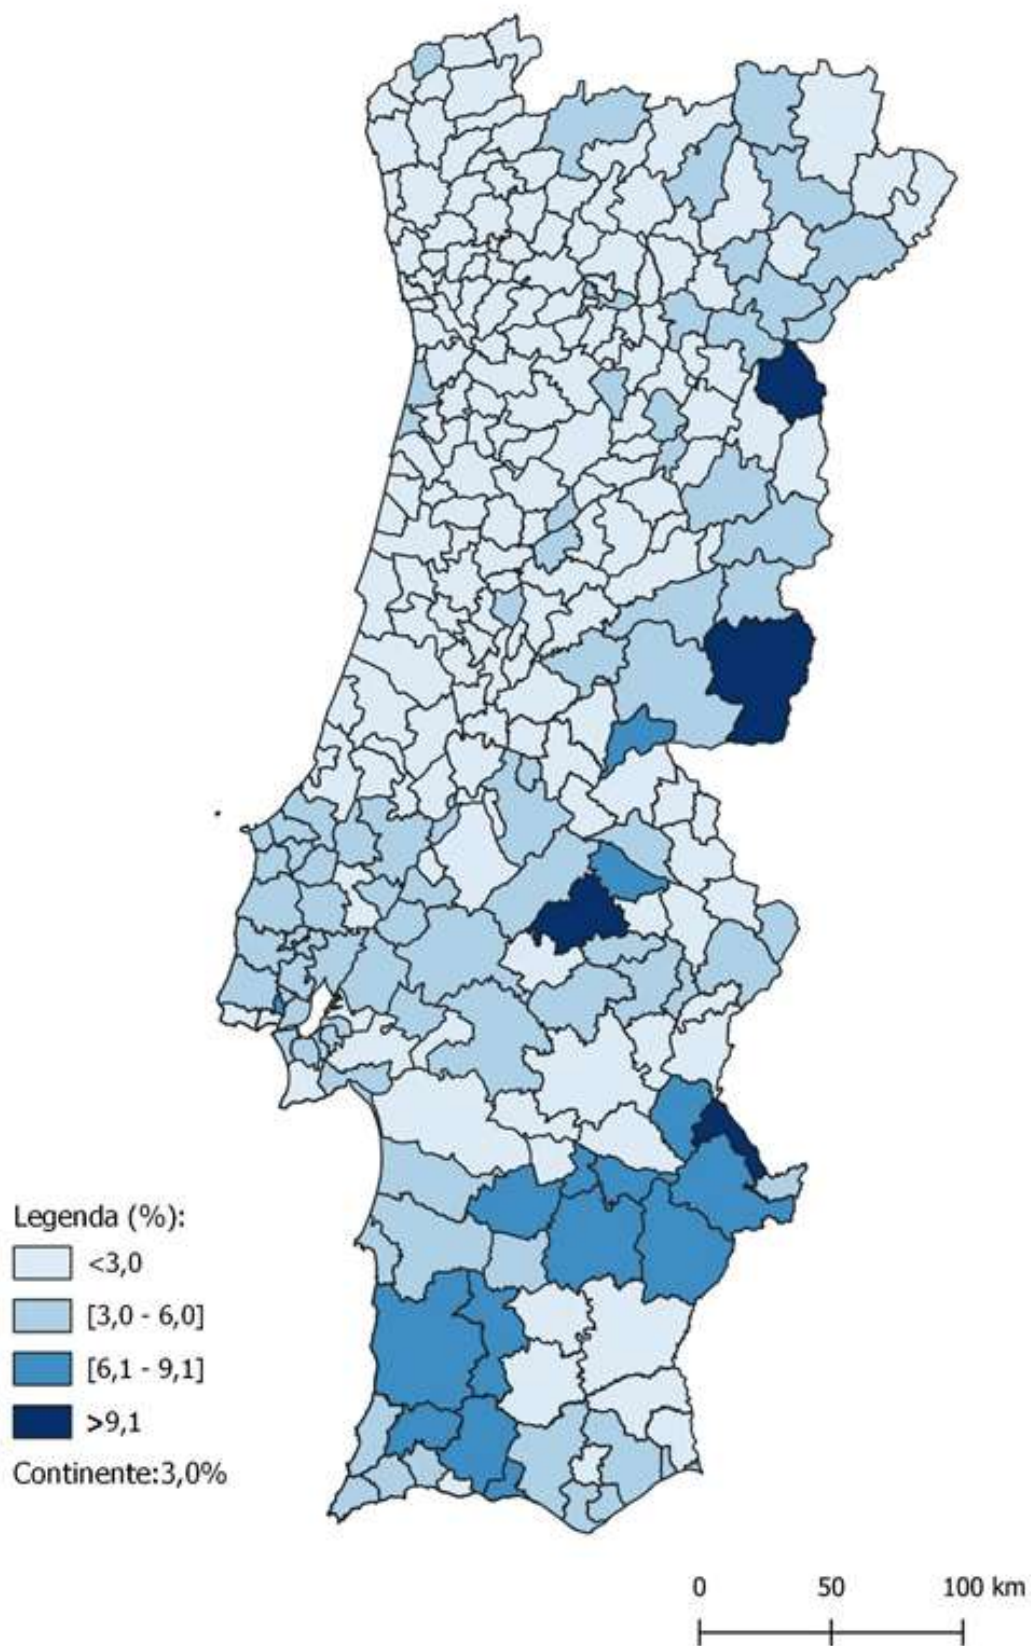 Legenda (%):
<3,0
[3,0 - 6,0]
[6,1 - 9,1]
>9,1
Continente:3,0%
0 50 100 km